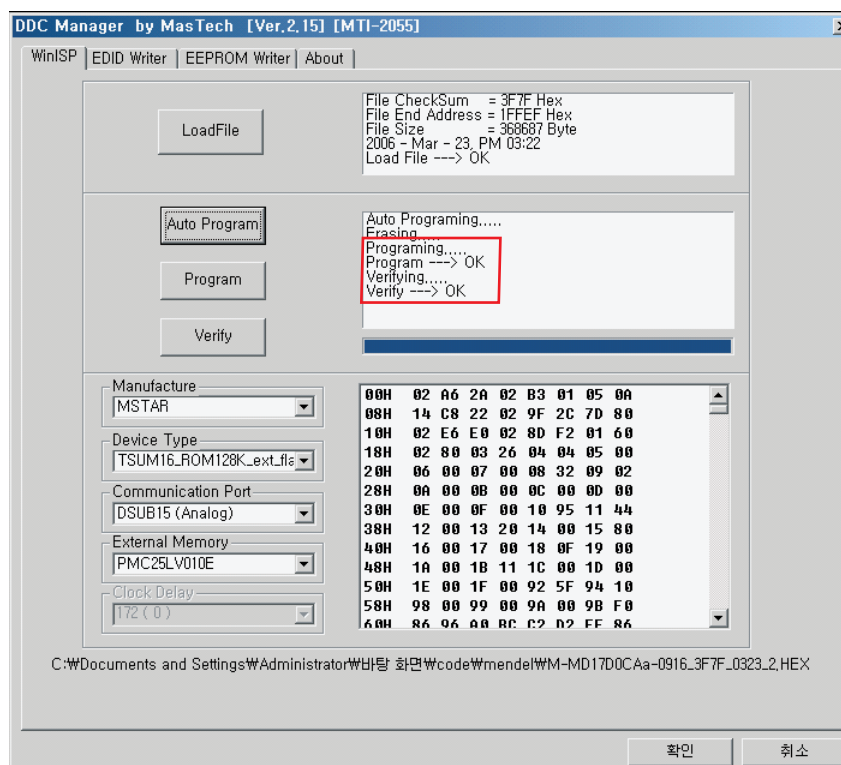 DDC Manager by MasTech [Ver.2.15] [MTI-2055]
WinISP EDID Writer EEPROM Writer About
LoadFile
File CheckSum = 3F7F Hex
File End Address = 1FFEF Hex
File Size = 368687 Byte
2006 - Mar - 23, PM 03:22
Load File ---> OK
Auto Program
Program
Verify
Auto Programing.....
Erasing.....
Programing.....
Program ---> OK
Verifying.....
Verify ---> OK
Manufacture
MSTAR
Device Type
TSUM16_ROM128K_ext_fla
Communication Port
DSUB15 (Analog)
External Memory
PMC25LV010E
Clock Delay
172 ( 0 )
00H 02 A6 2A 02 B3 01 05 0A
08H 14 C8 22 02 9F 2C 7D 80
10H 02 E6 E0 02 8D F2 01 60
18H 02 80 03 26 04 04 05 00
20H 06 00 07 00 08 32 09 02
28H 0A 00 0B 00 0C 00 0D 00
30H 0E 00 0F 00 10 95 11 44
38H 12 00 13 20 14 00 15 80
40H 16 00 17 00 18 0F 19 00
48H 1A 00 1B 11 1C 00 1D 00
50H 1E 00 1F 00 92 5F 94 10
58H 98 00 99 00 9A 00 9B F0
60H 86 96 A0 BC C2 D2 EE 86
C:₩Documents and Settings₩Administrator₩바탕 화면₩code₩mendel₩M-MD17D0CAa-0916_3F7F_0323_2.HEX
확인 취소